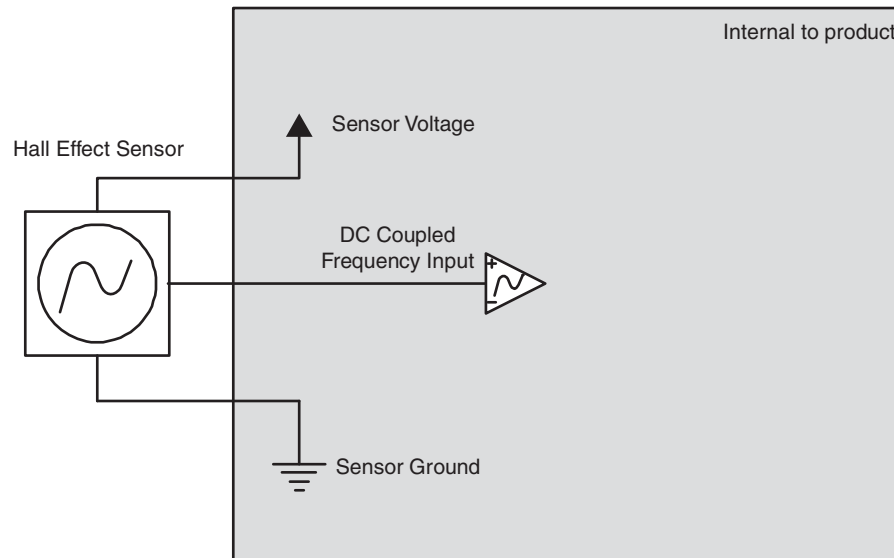 Internal to product
Sensor Voltage
Hall Effect Sensor
DC Coupled
Frequency Input
+
−
Sensor Ground